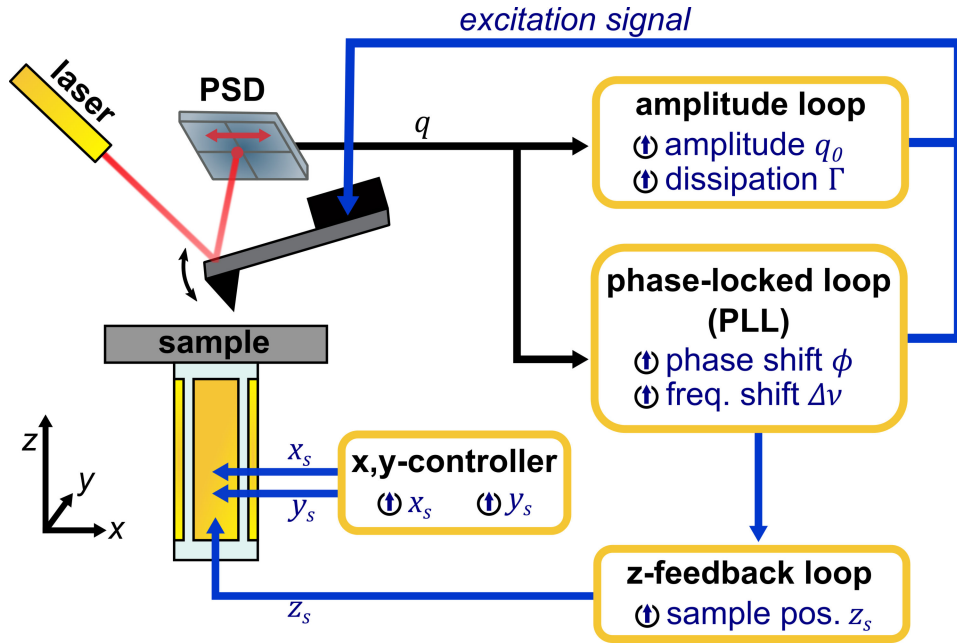 excitation signal
laser
PSD
q
amplitude loop
amplitude q₀
dissipation Γ
phase-locked loop
(PLL)
phase shift ϕ
freq. shift Δν
sample
z
y
x
xₛ
yₛ
x,y-controller
xₛ yₛ
zₛ
z-feedback loop
sample pos. zₛ